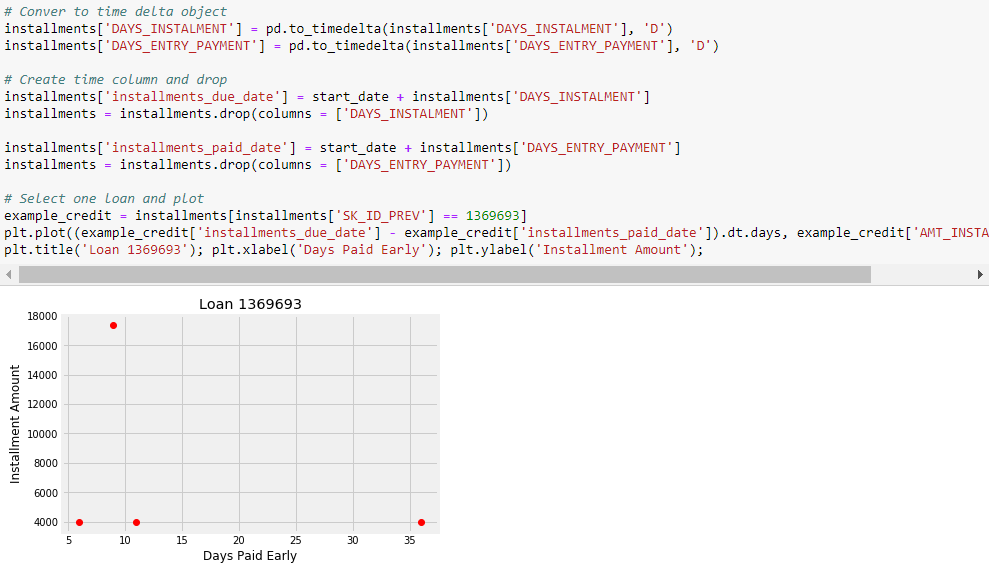 # Conver to time delta object
installments['DAYS_INSTALMENT'] = pd.to_timedelta(installments['DAYS_INSTALMENT'], 'D')
installments['DAYS_ENTRY_PAYMENT'] = pd.to_timedelta(installments['DAYS_ENTRY_PAYMENT'], 'D')
# Create time column and drop
installments['installments_due_date'] = start_date + installments['DAYS_INSTALMENT']
installments = installments.drop(columns = ['DAYS_INSTALMENT'])
installments['installments_paid_date'] = start_date + installments['DAYS_ENTRY_PAYMENT']
installments = installments.drop(columns = ['DAYS_ENTRY_PAYMENT'])
# Select one loan and plot
example_credit = installments[installments['SK_ID_PREV'] == 1369693]
plt.plot((example_credit['installments_due_date'] - example_credit['installments_paid_date']).dt.days, example_credit['AMT_INSTA
plt.title('Loan 1369693'); plt.xlabel('Days Paid Early'); plt.ylabel('Installment Amount');
Loan 1369693
18000
16000
14000
12000
10000
8000
6000
4000
Installment Amount
5 10 15 20 25 30 35
Days Paid Early